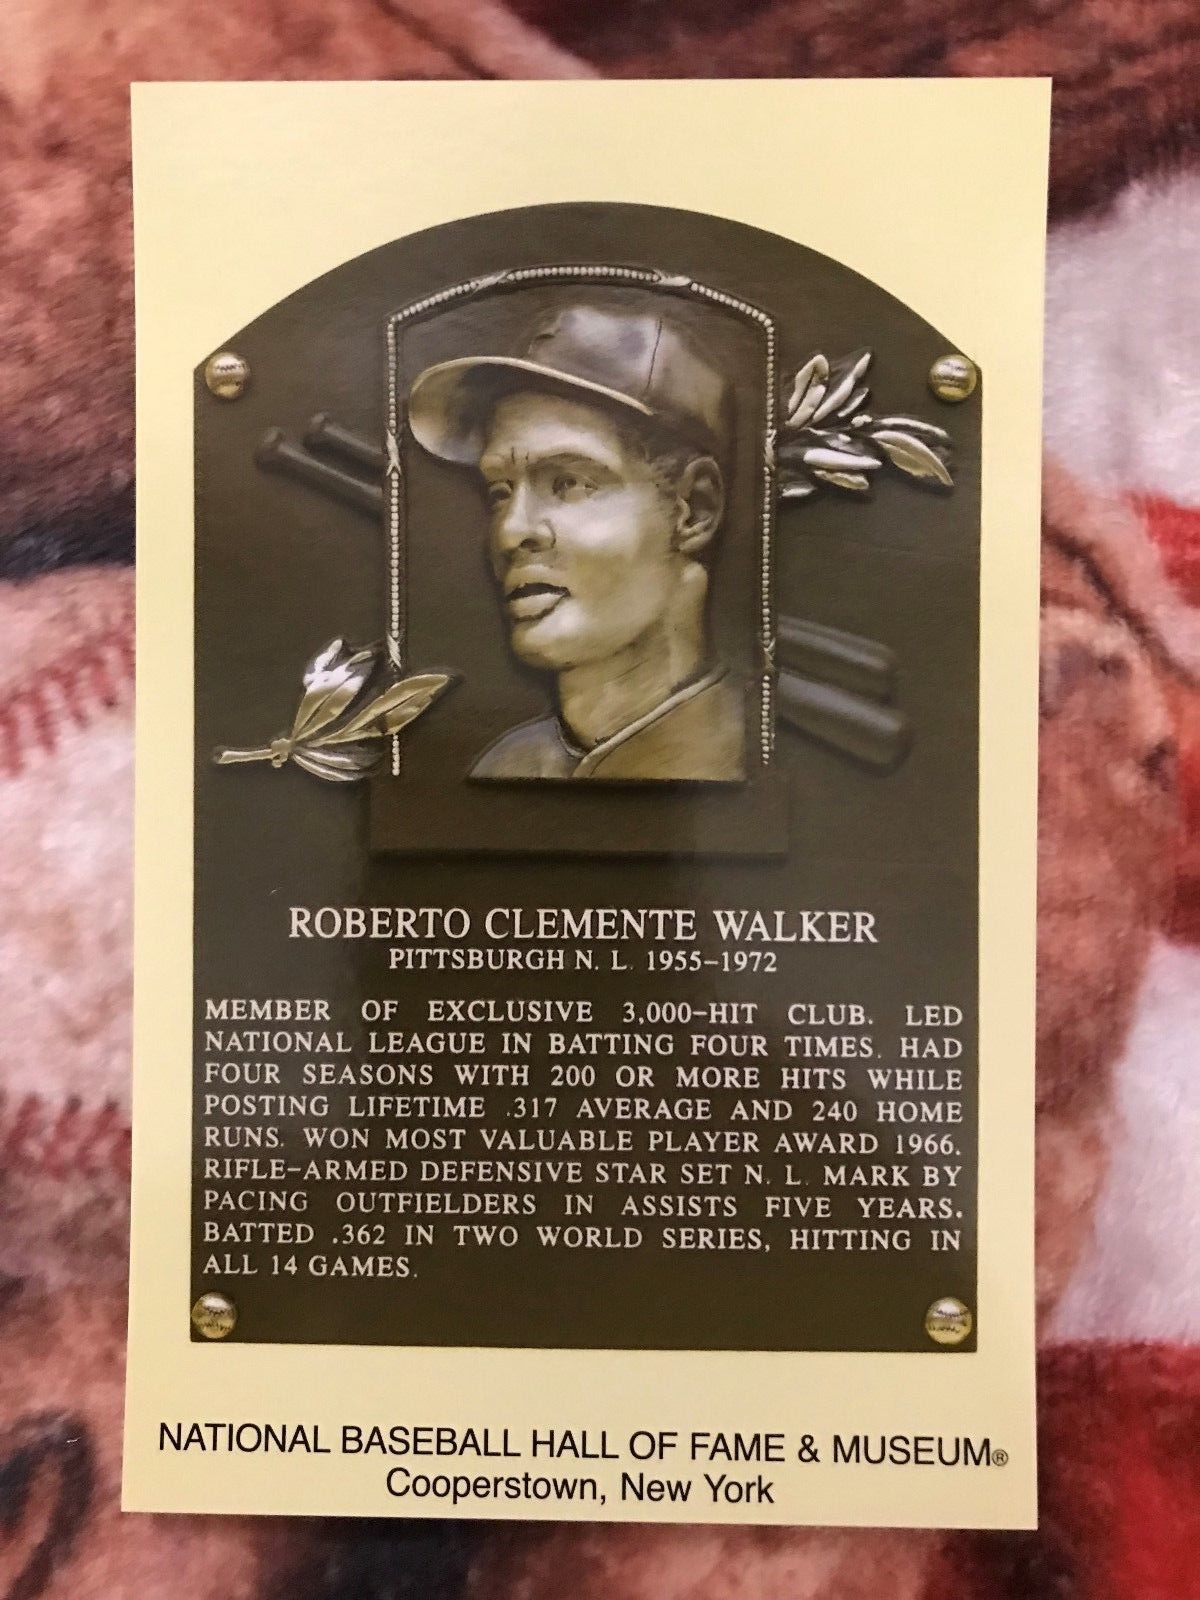 ROBERTO CLEMENTE WALKER
PITTSBURGH N. L. 1955–1972
MEMBER OF EXCLUSIVE 3,000–HIT CLUB. LED
NATIONAL LEAGUE IN BATTING FOUR TIMES. HAD
FOUR SEASONS WITH 200 OR MORE HITS WHILE
POSTING LIFETIME .317 AVERAGE AND 240 HOME
RUNS. WON MOST VALUABLE PLAYER AWARD 1966.
RIFLE–ARMED DEFENSIVE STAR SET N. L. MARK BY
PACING OUTFIELDERS IN ASSISTS FIVE YEARS.
BATTED .362 IN TWO WORLD SERIES, HITTING IN
ALL 14 GAMES.
NATIONAL BASEBALL HALL OF FAME & MUSEUM®
Cooperstown, New York